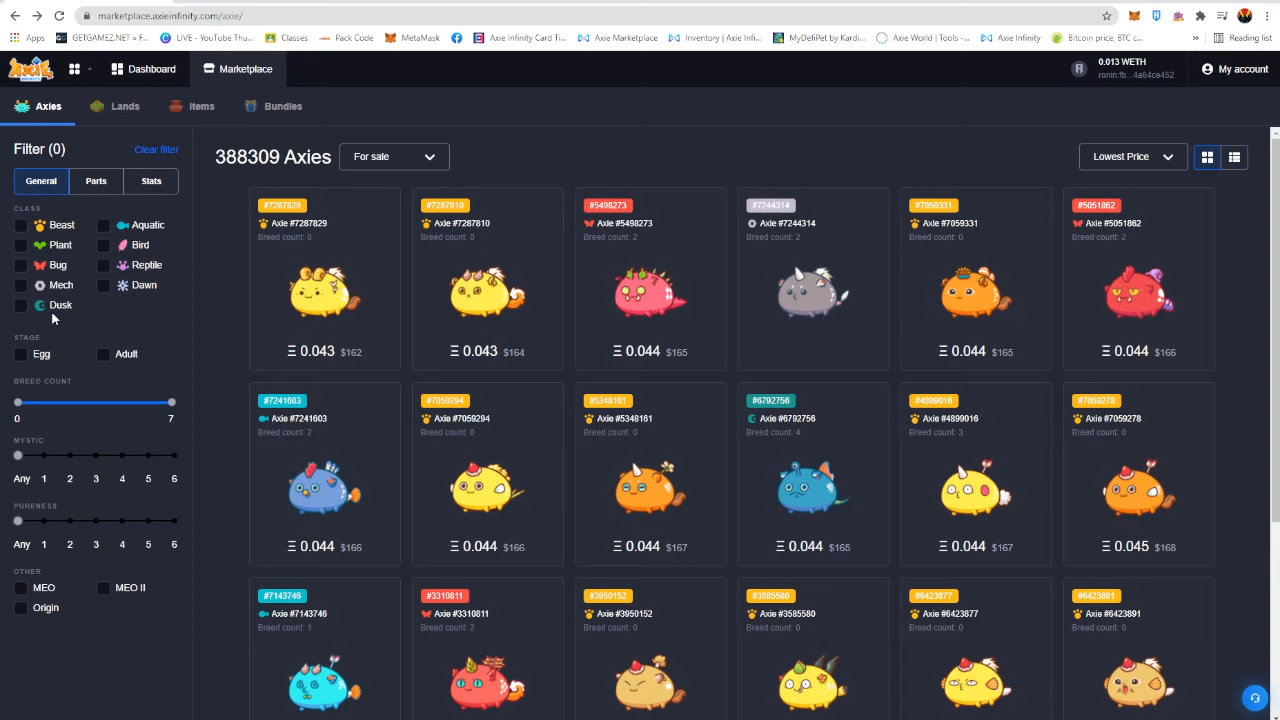 marketplace.axieinfinity.com/axie/
Apps
GETGAMEZ.NET » F...
LIVE - YouTube Thu...
Classes
Pack Code
MetaMask
Axie Infinity Card Ti...
Axie Marketplace
Inventory | Axie Infi...
MyDefiPet by Kardi...
Axie World | Tools –...
Axie Infinity
Bitcoin price, BTC c...
»
Reading list
Dashboard
Marketplace
0.013 WETH
ronin:fb...4a64ce452
My account
Axies
Lands
Items
Bundles
Filter (0)
Clear filter
General
Parts
Stats
CLASS
Beast
Aquatic
Plant
Bird
Bug
Reptile
Mech
Dawn
Dusk
STAGE
Egg
Adult
BREED COUNT
0
7
MYSTIC
Any 1 2 3 4 5 6
PURENESS
Any 1 2 3 4 5 6
OTHER
MEO
MEO II
Origin
388309 Axies
For sale
Lowest Price
#7287829
Axie #7287829
Breed count: 0
Ξ 0.043 $162
#7287810
Axie #7287810
Breed count: 0
Ξ 0.043 $164
#5498273
Axie #5498273
Breed count: 2
Ξ 0.044 $165
#7244314
Axie #7244314
Breed count: 2
#7059331
Axie #7059331
Breed count: 0
Ξ 0.044 $165
#5051862
Axie #5051862
Breed count: 2
Ξ 0.044 $166
#7241603
Axie #7241603
Breed count: 2
Ξ 0.044 $166
#7059294
Axie #7059294
Breed count: 0
Ξ 0.044 $166
#5348161
Axie #5348161
Breed count: 0
Ξ 0.044 $167
#6792756
Axie #6792756
Breed count: 4
Ξ 0.044 $165
#4899016
Axie #4899016
Breed count: 3
Ξ 0.044 $167
#7059278
Axie #7059278
Breed count: 0
Ξ 0.045 $168
#7143746
Axie #7143746
Breed count: 1
#3310811
Axie #3310811
Breed count: 2
#3950152
Axie #3950152
Breed count: 0
#3585580
Axie #3585580
Breed count: 0
#6423877
Axie #6423877
Breed count: 0
#6423891
Axie #6423891
Breed count: 0